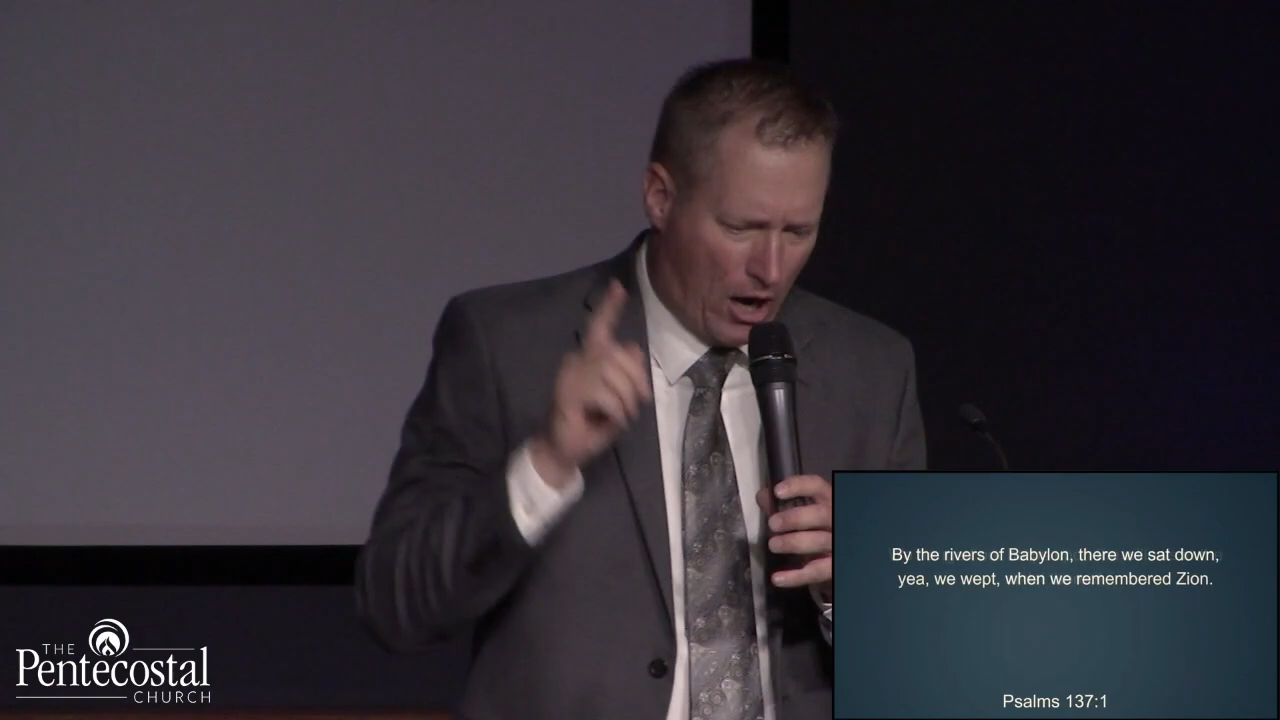 THE
Pentecostal
CHURCH
By the rivers of Babylon, there we sat down,
yea, we wept, when we remembered Zion.
Psalms 137:1